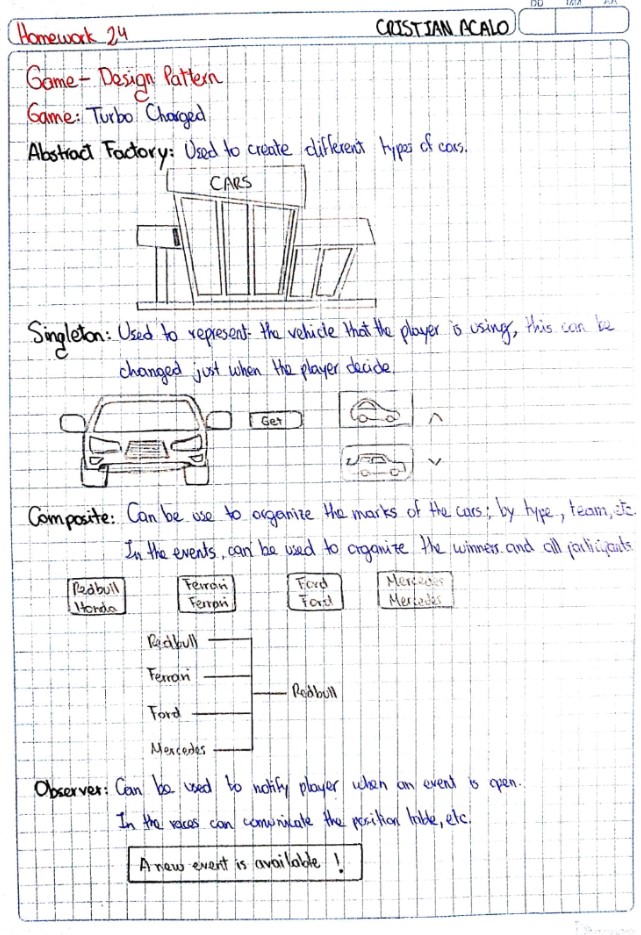 DD MM AA
Homework 24 CRISTIAN ACALO
Game- Design Pattern
Game: Turbo Charged
Abstract Factory: Used to create different types of cars.
CARS
Singleton: Used to represent the vehicle that the player is using, this can be
changed just when the player decide.
Get
Composite: Can be use to organize the marks of the cars; by type, team, etc.
In the events, can be used to organize the winners and all participants.
Redbull Ferrari Ford Mercedes
Honda Ferrari Ford Mercedes
Redbull
Ferrari
Redbull
Ford
Mercedes
Observer: Can be used to notify player when an event is open.
In the races can comunicate the position table, etc.
A new event is available !